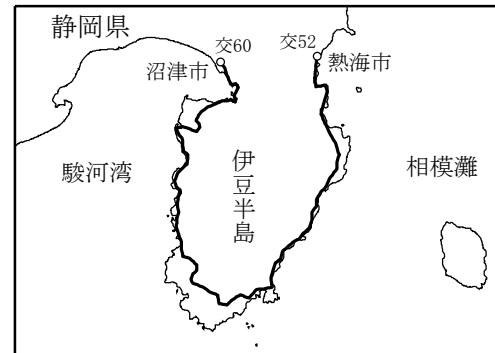 静岡県
交60
交52
沼津市
熱海市
駿河湾
伊豆半島
相模灘